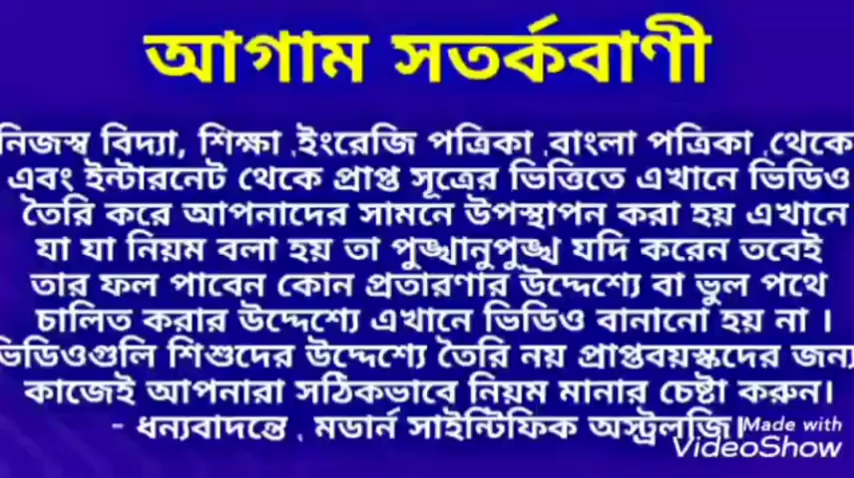 আগাম সতর্কবাণী
নিজস্ব বিদ্যা, শিক্ষা ,ইংরেজি পত্রিকা ,বাংলা পত্রিকা ,থেকে
এবং ইন্টারনেট থেকে প্রাপ্ত সূত্রের ভিত্তিতে এখানে ভিডিও
তৈরি করে আপনাদের সামনে উপস্থাপন করা হয় এখানে
যা যা নিয়ম বলা হয় তা পুঙ্খানুপুঙ্খ যদি করেন তবেই
তার ফল পাবেন কোন প্রতারণার উদ্দেশ্যে বা ভুল পথে
চালিত করার উদ্দেশ্যে এখানে ভিডিও বানানো হয় না ।
ভিডিওগুলি শিশুদের উদ্দেশ্যে তৈরি নয় প্রাপ্তবয়স্কদের জন্য
কাজেই আপনারা সঠিকভাবে নিয়ম মানার চেষ্টা করুন।
- ধন্যবাদন্তে , মডার্ন সাইন্টিফিক অস্ট্রলজি।
Made with
VideoShow